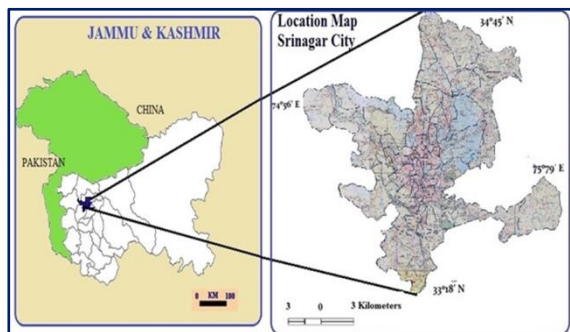 JAMMU & KASHMIR
CHINA
PAKISTAN
KM
0 100
Location Map
Srinagar City
34°45' N
74°56' E
75°79' E
33°18' N
3 0 3 Kilometers